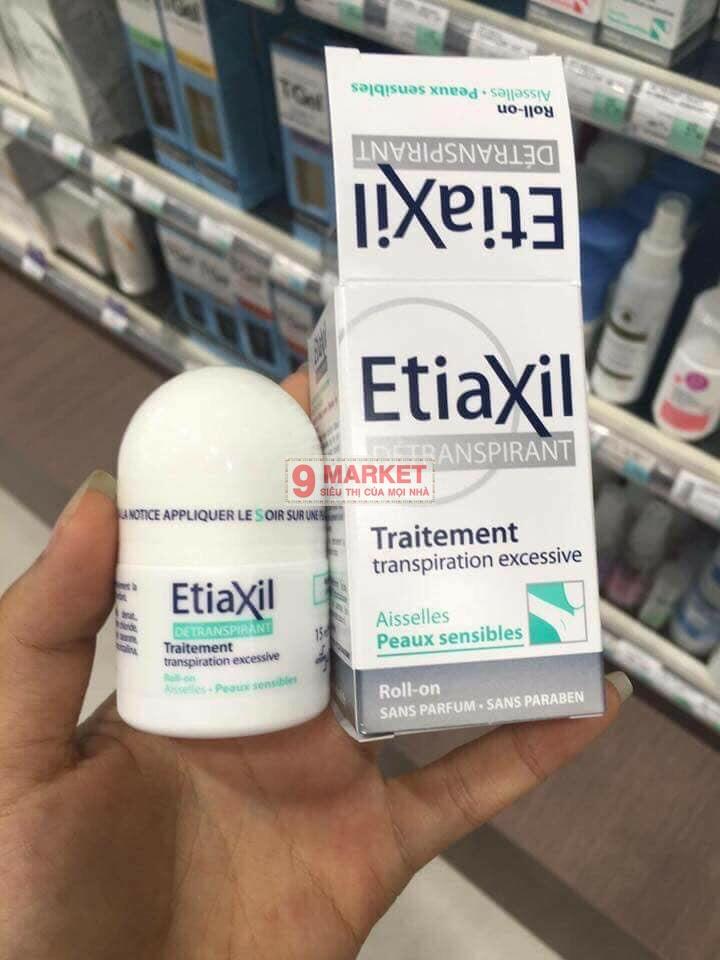 Roll-on
Aisselles • Peaux sensibles
DÉTRANSPIRANT
EtiaXil
EtiaXil
DÉTRANSPIRANT
9 MARKET
SIÊU THỊ CỦA MỌI NHÀ
Traitement
transpiration excessive
Aisselles
Peaux sensibles
Roll-on
SANS PARFUM • SANS PARABEN
LA NOTICE APPLIQUER LE SOIR SUR UNE
EtiaXil
DÉTRANSPIRANT
Traitement
transpiration excessive
Roll-on
Aisselles • Peaux sensibles
15
TGel